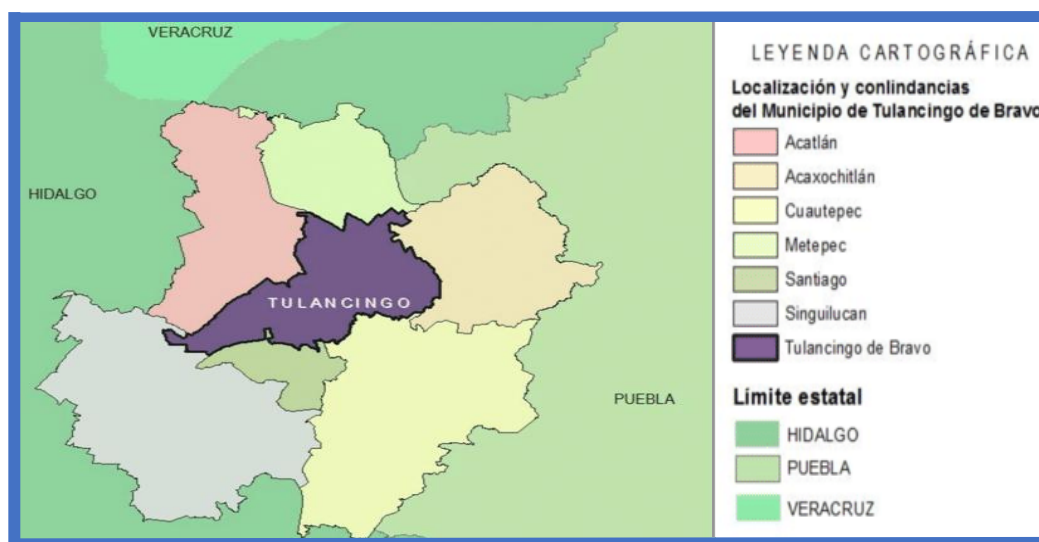 VERACRUZ
HIDALGO
TULANCINGO
PUEBLA
LEYENDA CARTOGRÁFICA
Localización y conlindancias
del Municipio de Tulancingo de Bravo
Acatlán
Acaxochitlán
Cuautepec
Metepec
Santiago
Singuilucan
Tulancingo de Bravo
Límite estatal
HIDALGO
PUEBLA
VERACRUZ